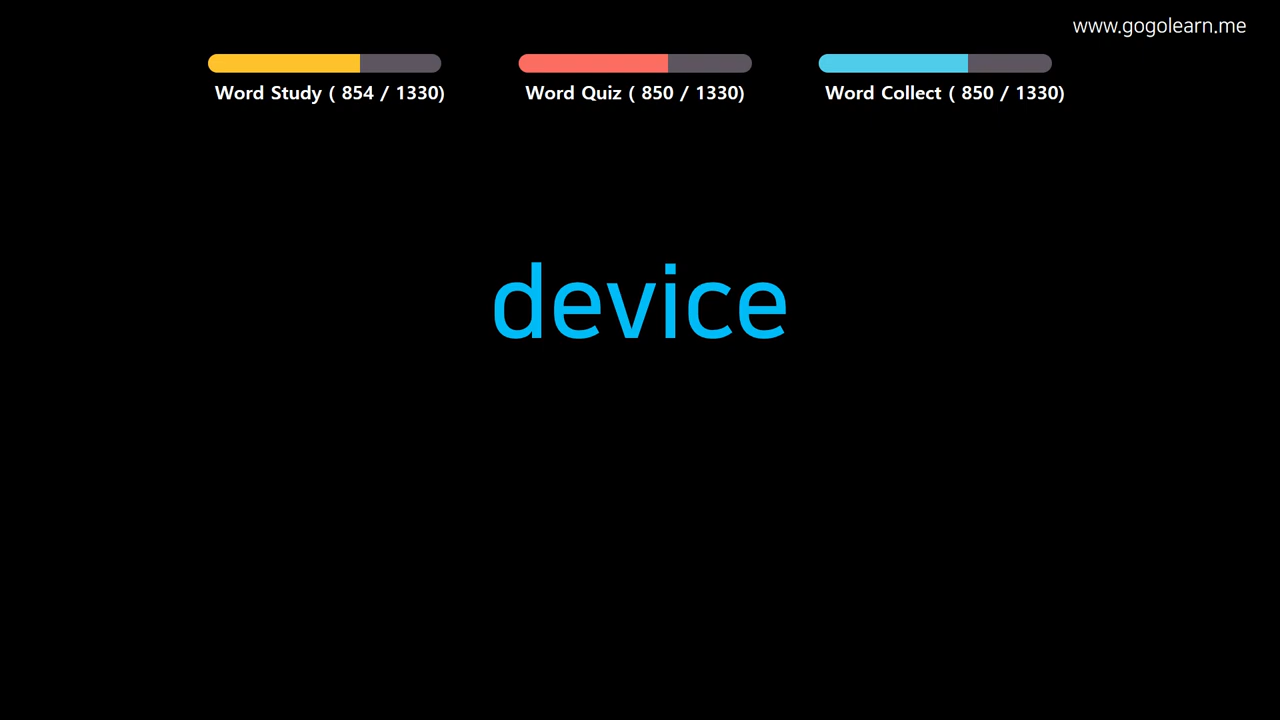 www.gogolearn.me
Word Study ( 854 / 1330)
Word Quiz ( 850 / 1330)
Word Collect ( 850 / 1330)
device